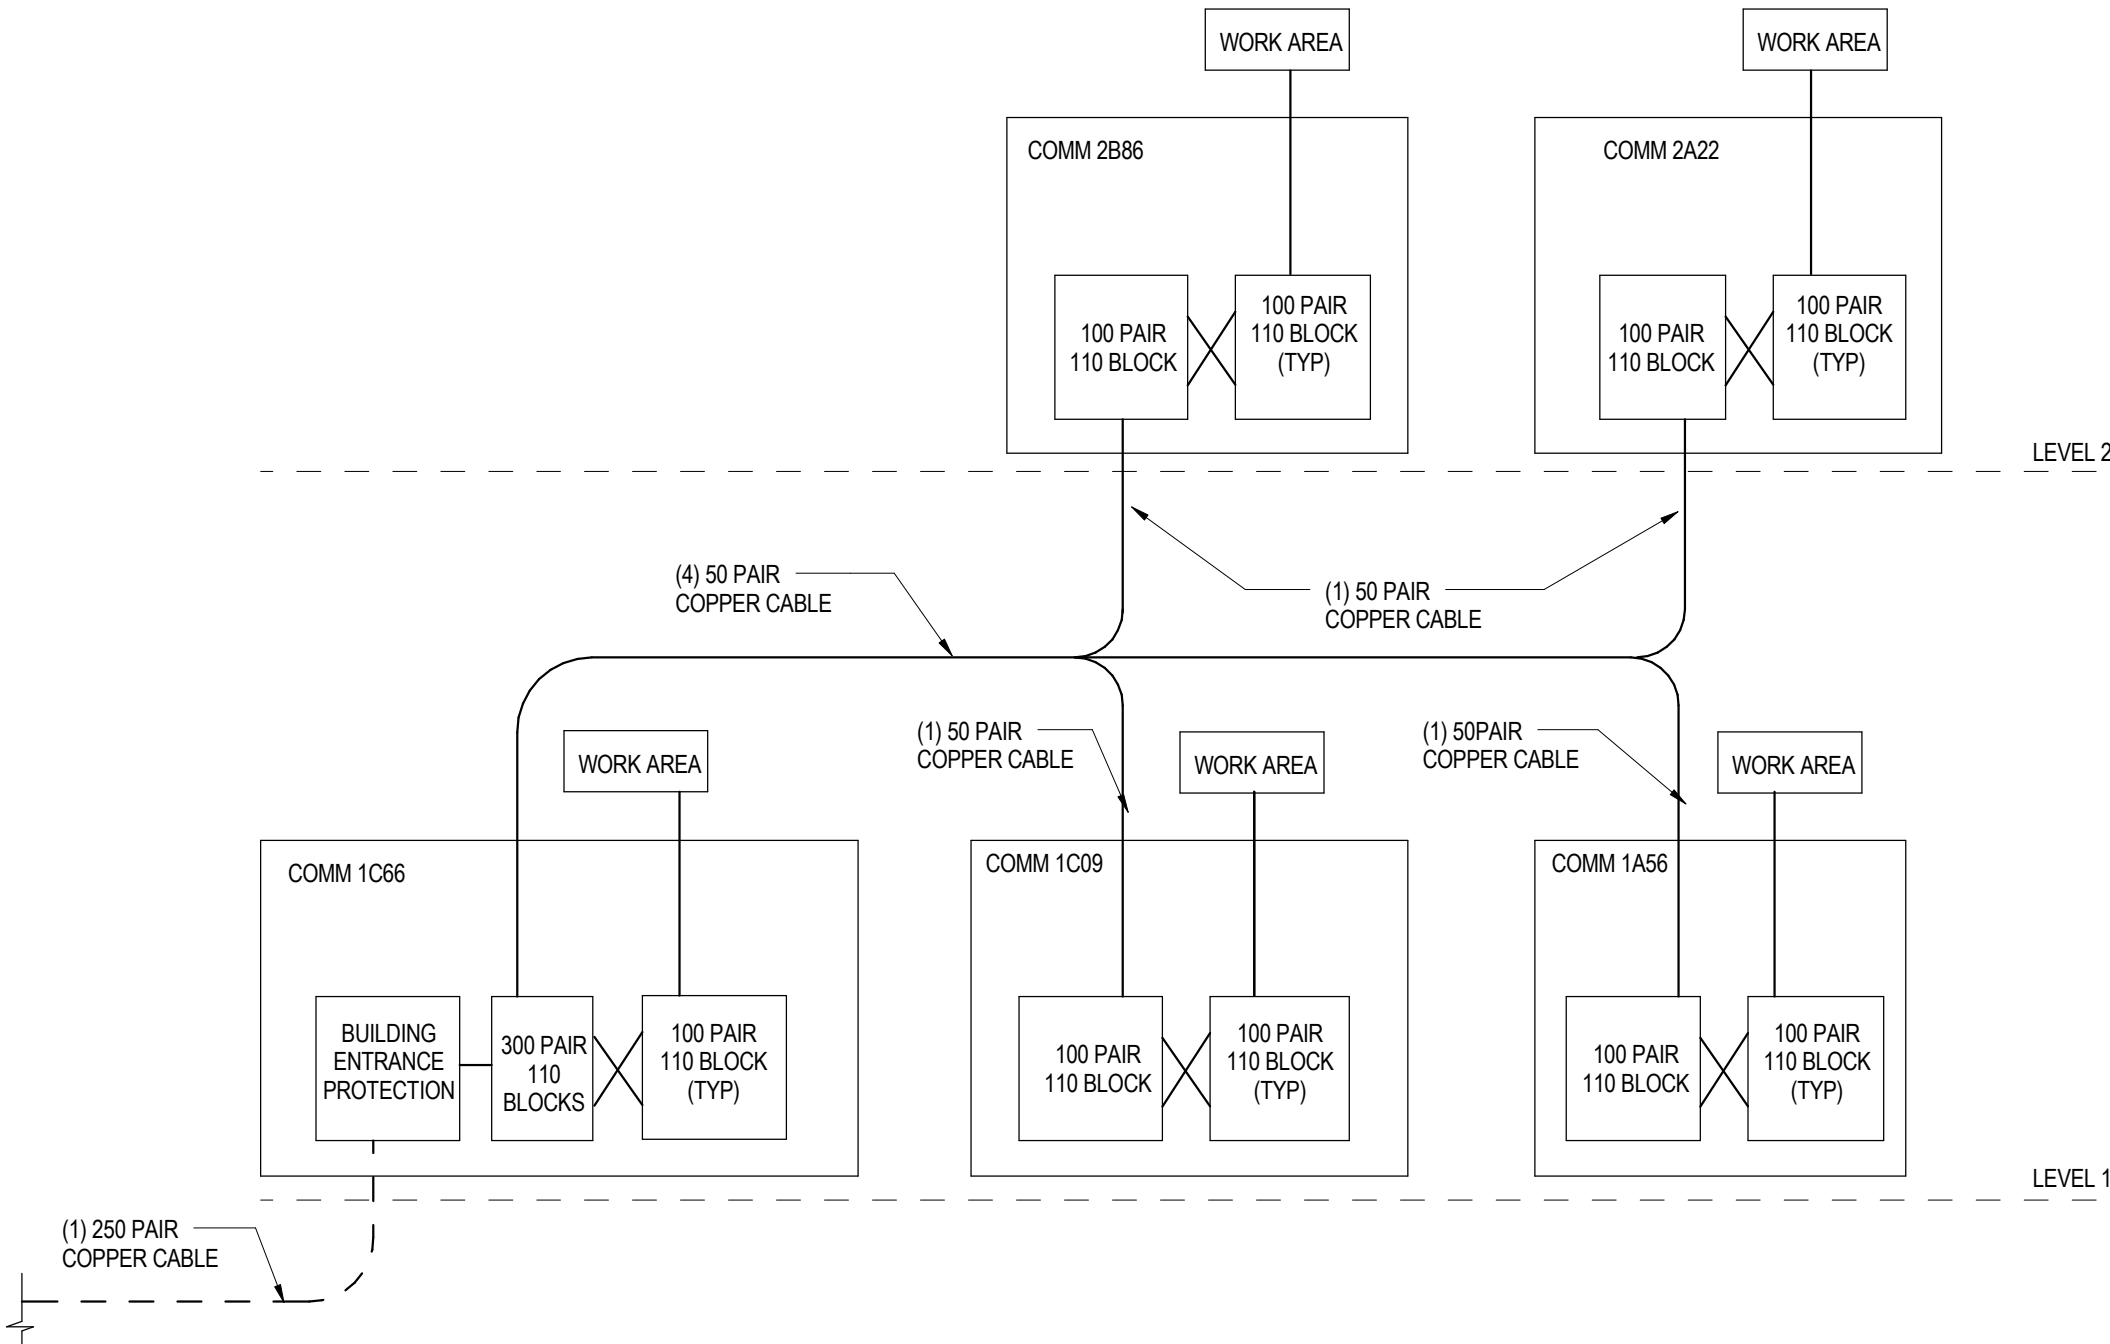 WORK AREA
WORK AREA
COMM 2B86
COMM 2A22
100 PAIR
110 BLOCK
100 PAIR
110 BLOCK
(TYP)
100 PAIR
110 BLOCK
100 PAIR
110 BLOCK
(TYP)
LEVEL 2
(4) 50 PAIR
COPPER CABLE
(1) 50 PAIR
COPPER CABLE
(1) 50 PAIR
COPPER CABLE
(1) 50PAIR
COPPER CABLE
WORK AREA
WORK AREA
WORK AREA
COMM 1C66
COMM 1C09
COMM 1A56
BUILDING
ENTRANCE
PROTECTION
300 PAIR
110
BLOCKS
100 PAIR
110 BLOCK
(TYP)
100 PAIR
110 BLOCK
100 PAIR
110 BLOCK
(TYP)
100 PAIR
110 BLOCK
100 PAIR
110 BLOCK
(TYP)
LEVEL 1
(1) 250 PAIR
COPPER CABLE